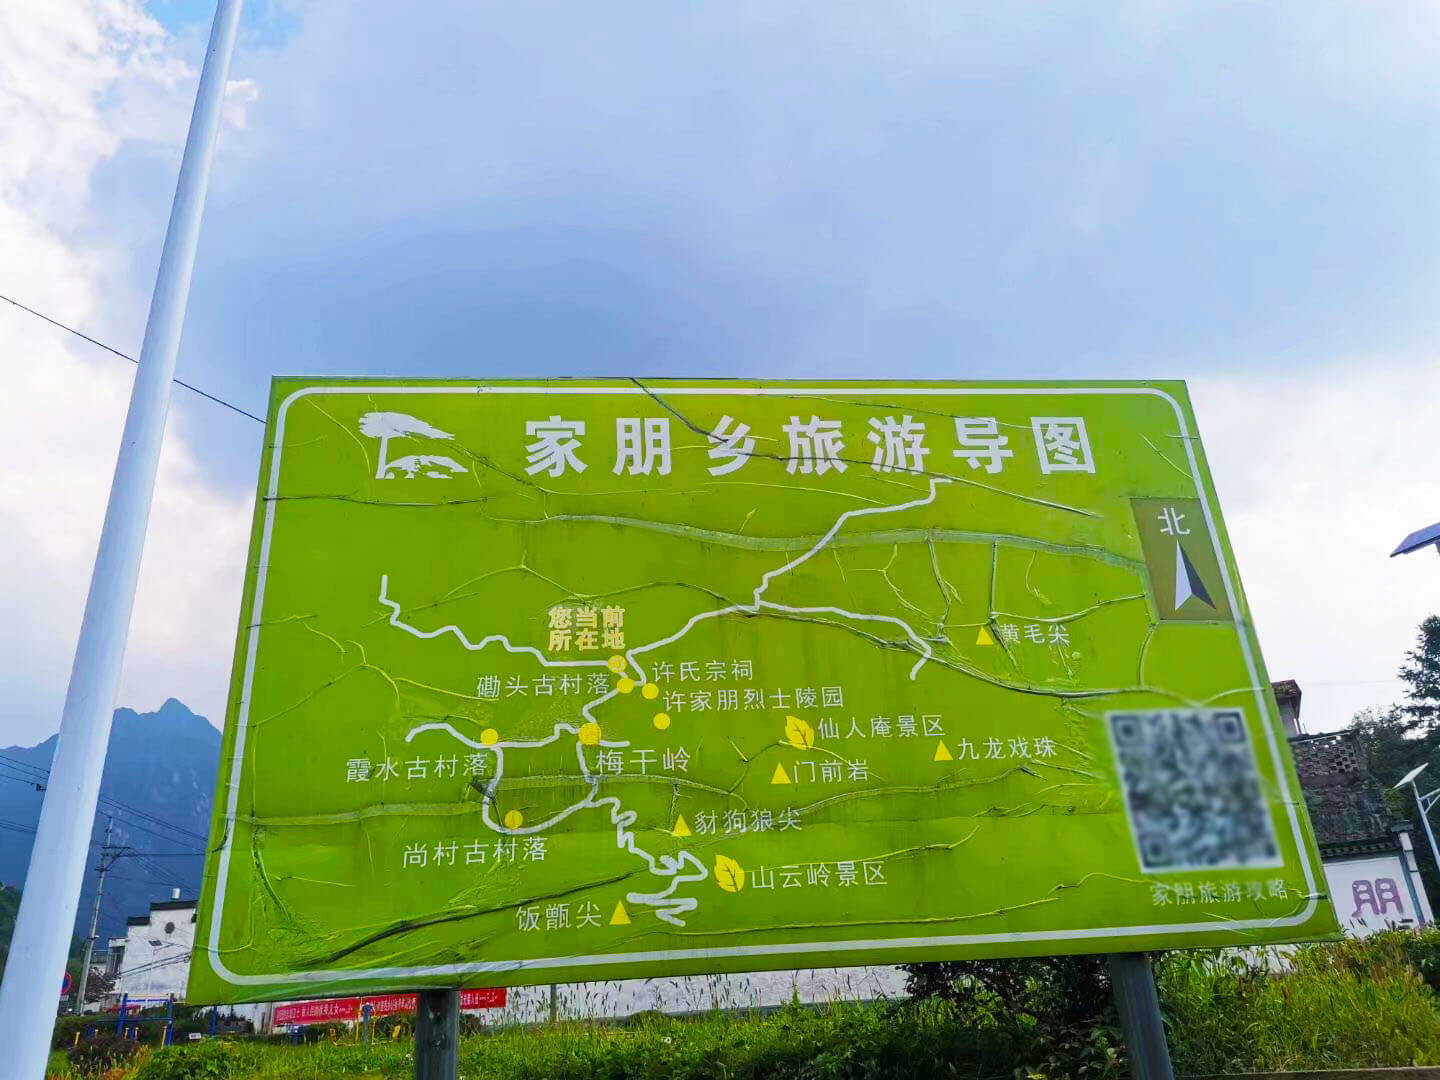 家朋乡旅游导图
北
您当前
所在地
黄毛尖
许氏宗祠
磡头古村落
许家朋烈士陵园
仙人庵景区
九龙戏珠
梅干岭
霞水古村落
门前岩
豺狗狼尖
尚村古村落
山云岭景区
饭甑尖
家朋旅游攻略
朋